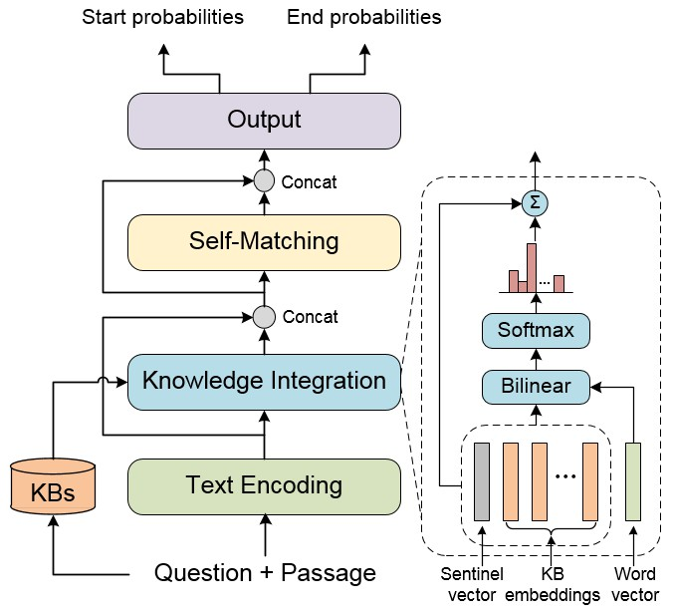 Start probabilities
End probabilities
Output
Concat
Self-Matching
Concat
Knowledge Integration
KBs
Text Encoding
Question + Passage
Σ
...
Softmax
Bilinear
...
Sentinel
vector
KB
embeddings
Word
vector